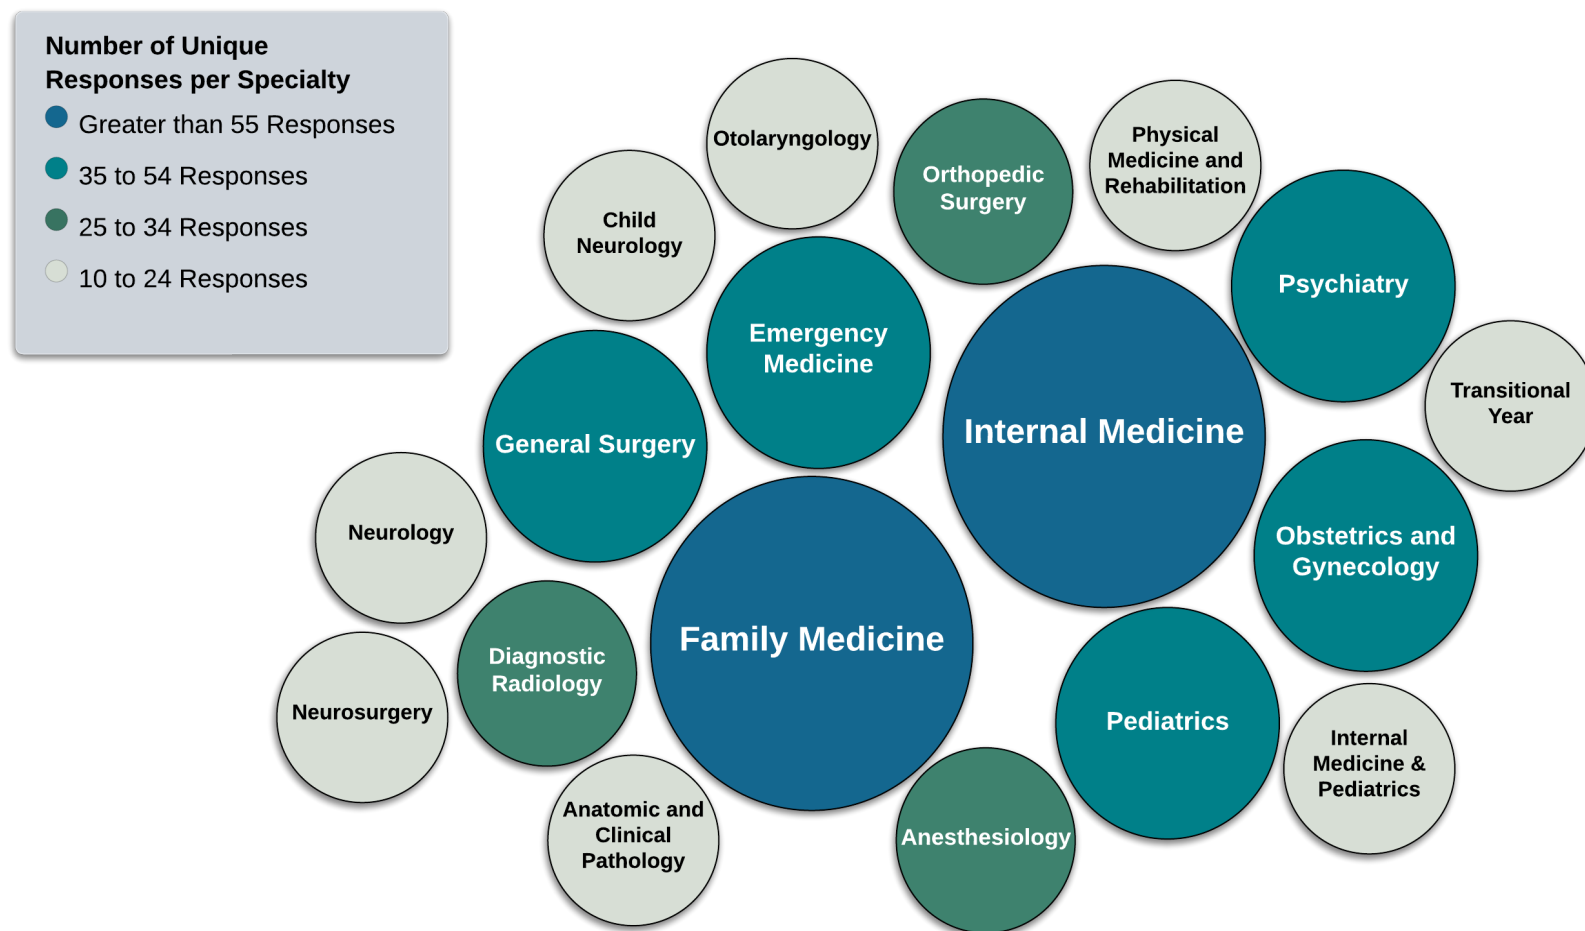 Number of Unique
Responses per Specialty
Greater than 55 Responses
35 to 54 Responses
25 to 34 Responses
10 to 24 Responses
Otolaryngology
Orthopedic
Surgery
Physical
Medicine and
Rehabilitation
Child
Neurology
Psychiatry
Emergency
Medicine
Transitional
Year
General Surgery
Internal Medicine
Neurology
Obstetrics and
Gynecology
Family Medicine
Diagnostic
Radiology
Neurosurgery
Pediatrics
Internal
Medicine &
Pediatrics
Anatomic and
Clinical
Pathology
Anesthesiology